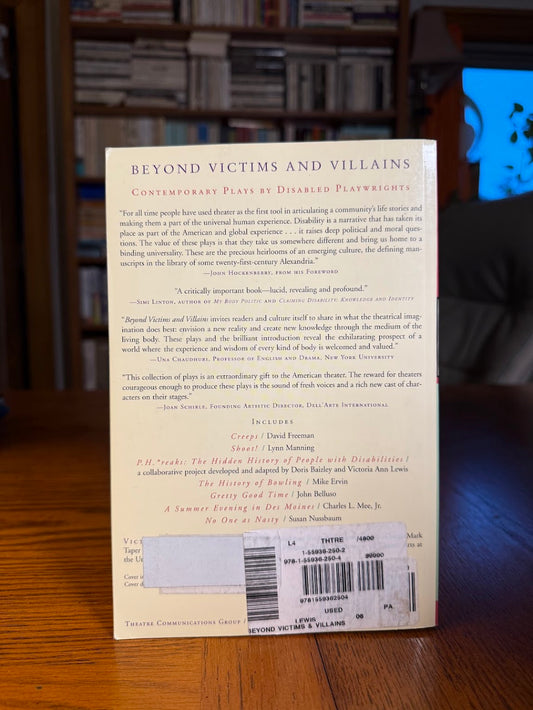 BEYOND VICTIMS AND VILLAINS
CONTEMPORARY PLAYS BY DISABLED PLAYWRIGHTS
"For all time people have used theater as the first tool in articulating a community's life stories and
making them a part of the universal human experience. Disability is a narrative that has taken its
place as part of the American and global experience . . . it raises deep political and moral ques-
tions. The value of these plays is that they take us somewhere different and bring us home to a
binding universality. These are the precious heirlooms of an emerging culture, the defining man-
uscripts in the library of some twenty-first-century Alexandria."
—JOHN HOCKENBERRY, FROM HIS FOREWORD
"A critically important book—lucid, revealing and profound."
—SIMI LINTON, AUTHOR OF MY BODY POLITIC AND CLAIMING DISABILITY: KNOWLEDGE AND IDENTITY
"Beyond Victims and Villains invites readers and culture itself to share in what the theatrical imag-
ination does best: envision a new reality and create new knowledge through the medium of the
living body. These plays and the brilliant introduction reveal the exhilarating prospect of a
world where the experience and wisdom of every kind of body is welcomed and valued."
—UNA CHAUDHURI, PROFESSOR OF ENGLISH AND DRAMA, NEW YORK UNIVERSITY
"This collection of plays is an extraordinary gift to the American theater. The reward for theaters
courageous enough to produce these plays is the sound of fresh voices and a rich new cast of char-
acters on their stages."
—JOAN SCHIRLE, FOUNDING ARTISTIC DIRECTOR, DELL'ARTE INTERNATIONAL
INCLUDES
Creeps / David Freeman
Shoot! / Lynn Manning
P.H.*reaks: The Hidden History of People with Disabilities /
a collaborative project developed and adapted by Doris Baizley and Victoria Ann Lewis
The History of Bowling / Mike Ervin
Gretty Good Time / John Belluso
A Summer Evening in Des Moines / Charles L. Mee, Jr.
No One as Nasty / Susan Nussbaum
VICT
Mark
Taper
s at
the U
Cover
Cover
L4 THTRE /4800
1-55936-250-2
978-1-55936-250-4 90000
9781559362504
USED PA
LEWIS 06
BEYOND VICTIMS & VILLAINS
THEATRE COMMUNICATIONS GROUP /